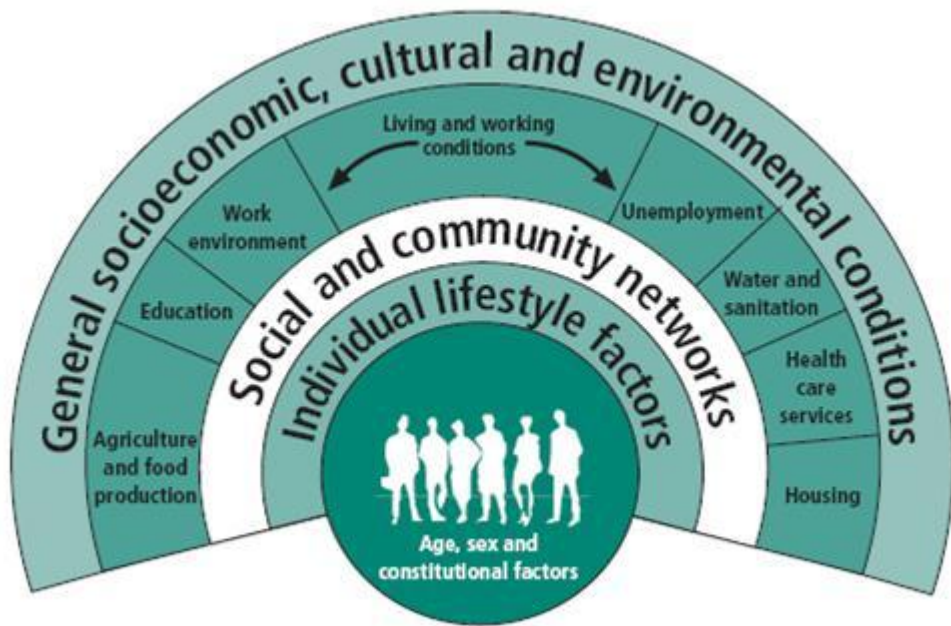 General socioeconomic, cultural and environmental conditions
Living and working
conditions
Work
environment
Unemployment
Education
Water and
sanitation
Agriculture
and food
production
Health
care
services
Housing
Social and community networks
Individual lifestyle factors
Age, sex and
constitutional factors